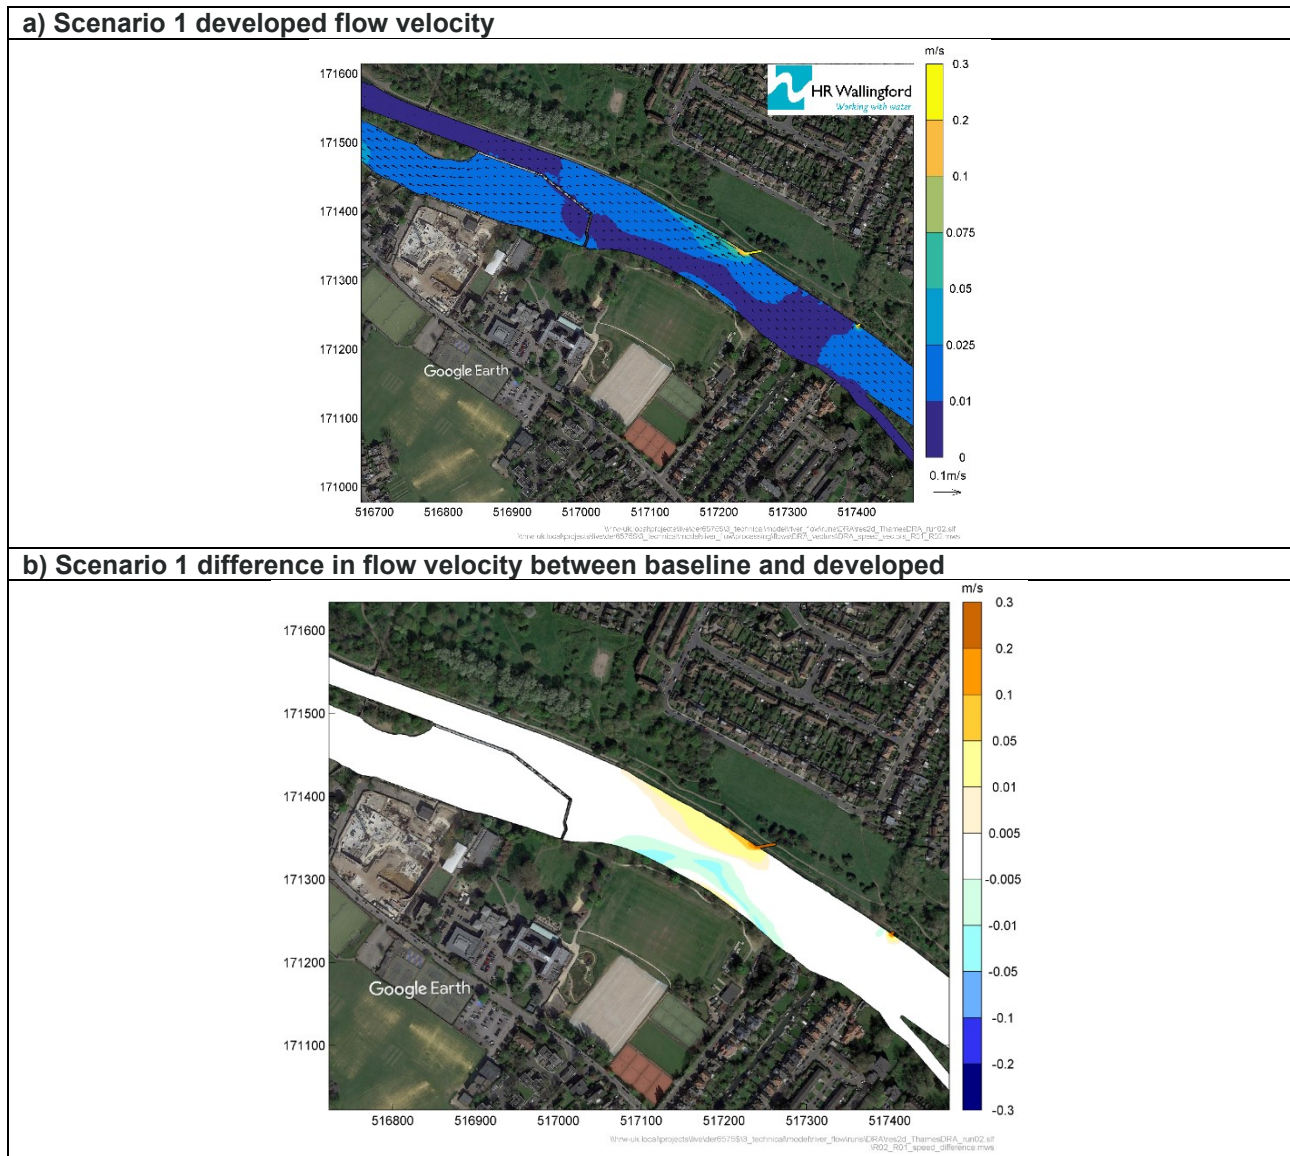 a) Scenario 1 developed flow velocity
m/s
171600
171500
171400
171300
171200
171100
171000
HR Wallingford
Working with water
Google Earth
0.3
0.2
0.1
0.075
0.05
0.025
0.01
0
0.1m/s
516700 516800 516900 517000 517100 517200 517300 517400
b) Scenario 1 difference in flow velocity between baseline and developed
m/s
171600
171500
171400
171300
171200
171100
Google Earth
0.3
0.2
0.1
0.05
0.01
0.005
-0.005
-0.01
-0.05
-0.1
-0.2
-0.3
516800 516900 517000 517100 517200 517300 517400
\R02_R01_speed_difference.mws